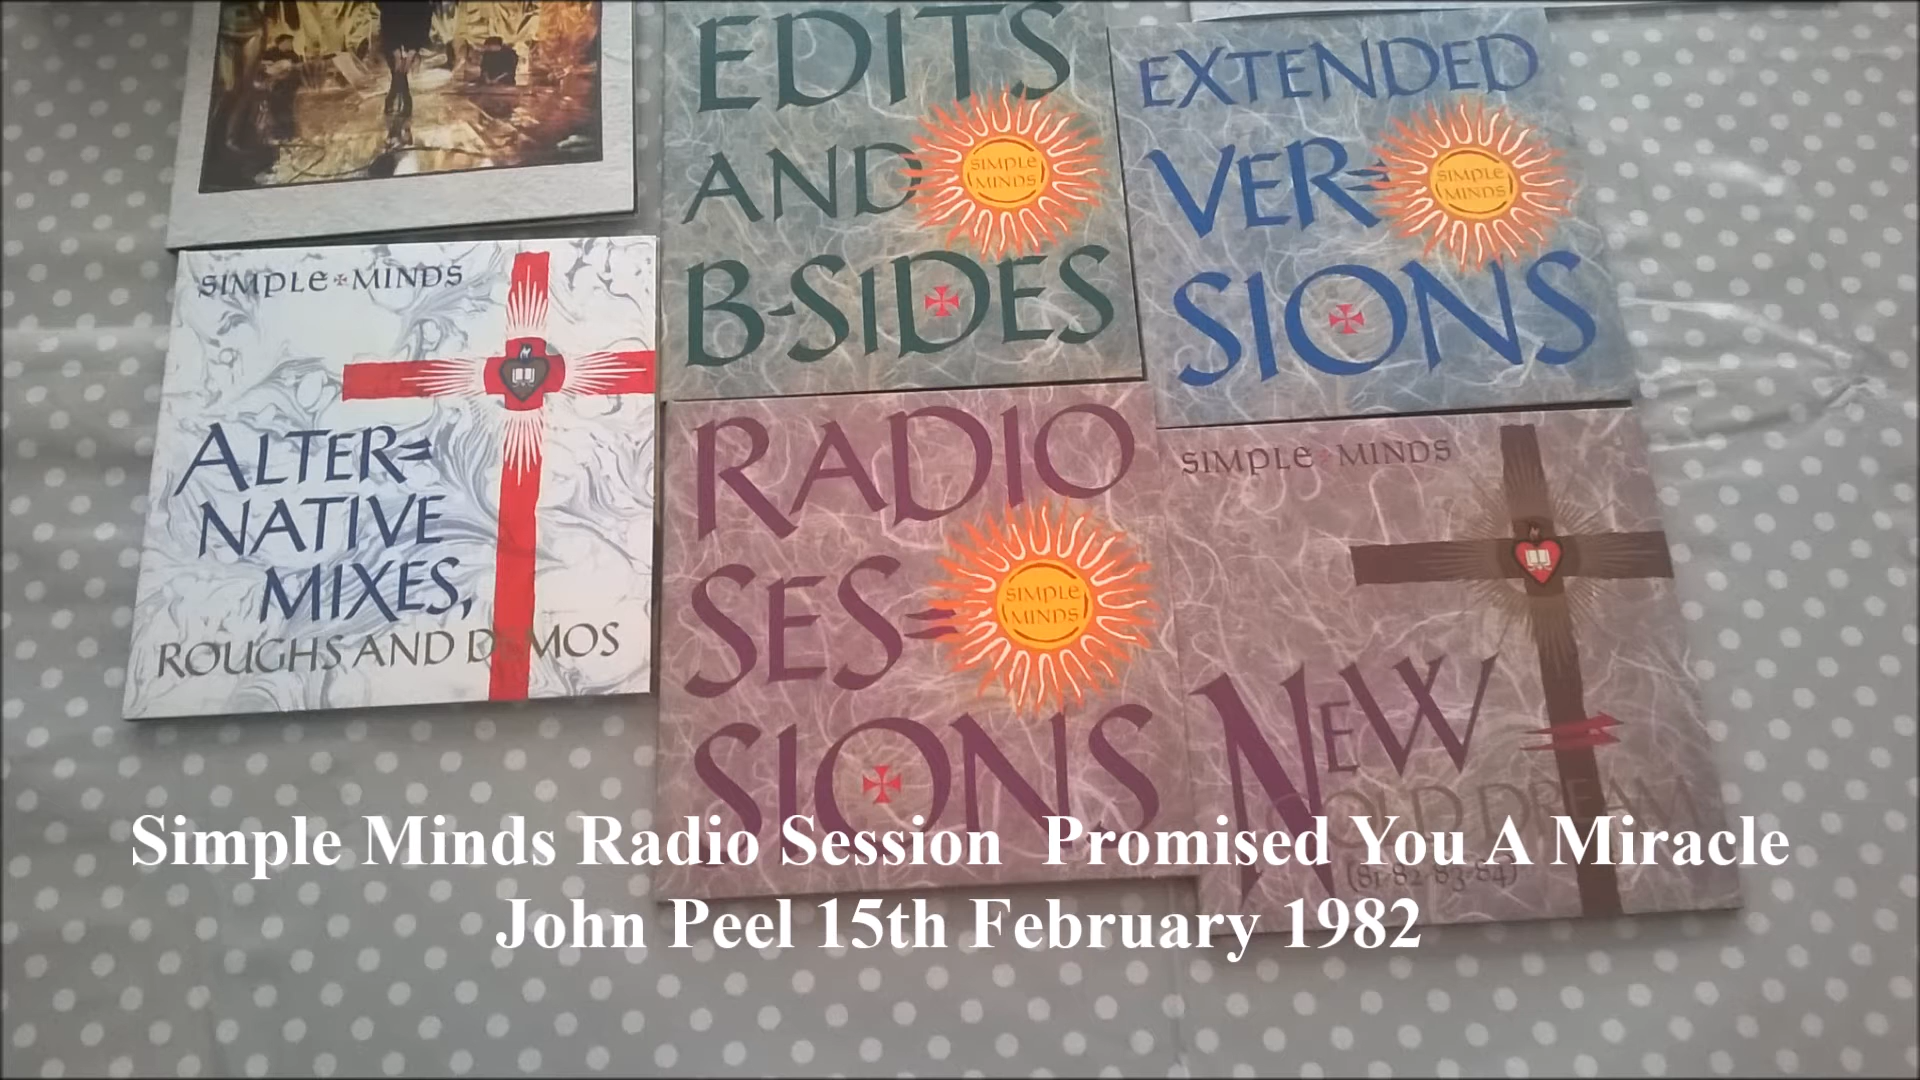 EDITS
AND
B-SIDES
SIMPLE
MINDS
EXTENDED
VER=
SIONS
SIMPLE
MINDS
SIMPLE MINDS
ALTER=
NATIVE
MIXES,
ROUGHS AND DEMOS
RADIO
SES=
SIONS
SIMPLE
MINDS
SIMPLE MINDS
NEW
GOLD DREAM
(81-82-83-84)
Simple Minds Radio Session Promised You A Miracle
John Peel 15th February 1982